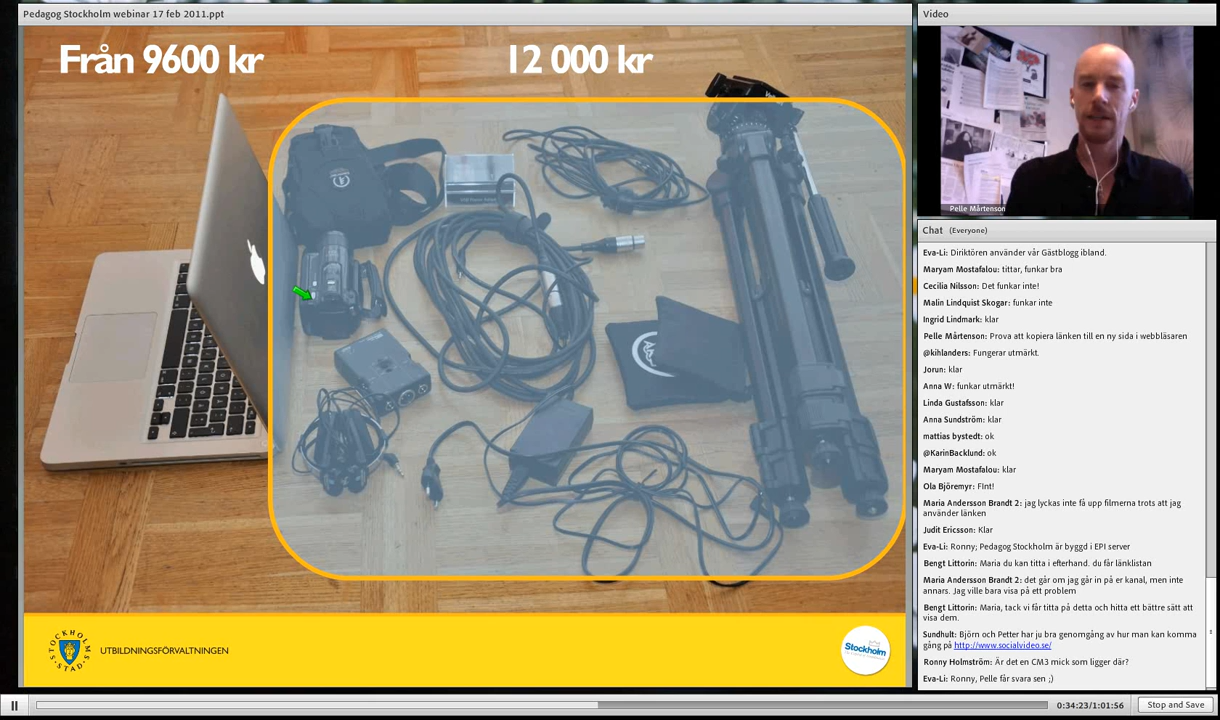 Pedagog Stockholm webinar 17 feb 2011.ppt
Från 9600 kr
12 000 kr
STOCKHOLMS STAD
UTBILDNINGSFÖRVALTNINGEN
Stockholm
Video
Pelle Mårtenson
Chat (Everyone)
Eva-Li: Diriktören använder vår Gästblogg ibland.
Maryam Mostafalou: tittar, funkar bra
Cecilia Nilsson: Det funkar inte!
Malin Lindquist Skogar: funkar inte
Ingrid Lindmark: klar
Pelle Mårtenson: Prova att kopiera länken till en ny sida i webbläsaren
@kihlanders: Fungerar utmärkt.
Jorun: klar
Anna W: funkar utmärkt!
Linda Gustafsson: klar
Anna Sundström: klar
mattias bystedt: ok
@KarinBacklund: ok
Maryam Mostafalou: klar
Ola Björemyr: FInt!
Maria Andersson Brandt 2: jag lyckas inte få upp filmerna trots att jag
använder länken
Judit Ericsson: Klar
Eva-Li: Ronny; Pedagog Stockholm är byggd i EPI server
Bengt Littorin: Maria du kan titta i efterhand. du får länklistan
Maria Andersson Brandt 2: det går om jag går in på er kanal, men inte
annars. Jag ville bara visa på ett problem
Bengt Littorin: Maria, tack vi får titta på detta och hitta ett bättre sätt att
visa dem.
Sundhult: Björn och Petter har ju bra genomgång av hur man kan komma
gång på http://www.socialvideo.se/
Ronny Holmström: Är det en CM3 mick som ligger där?
Eva-Li: Ronny, Pelle får svara sen ;)
0:34:23/1:01:56
Stop and Save